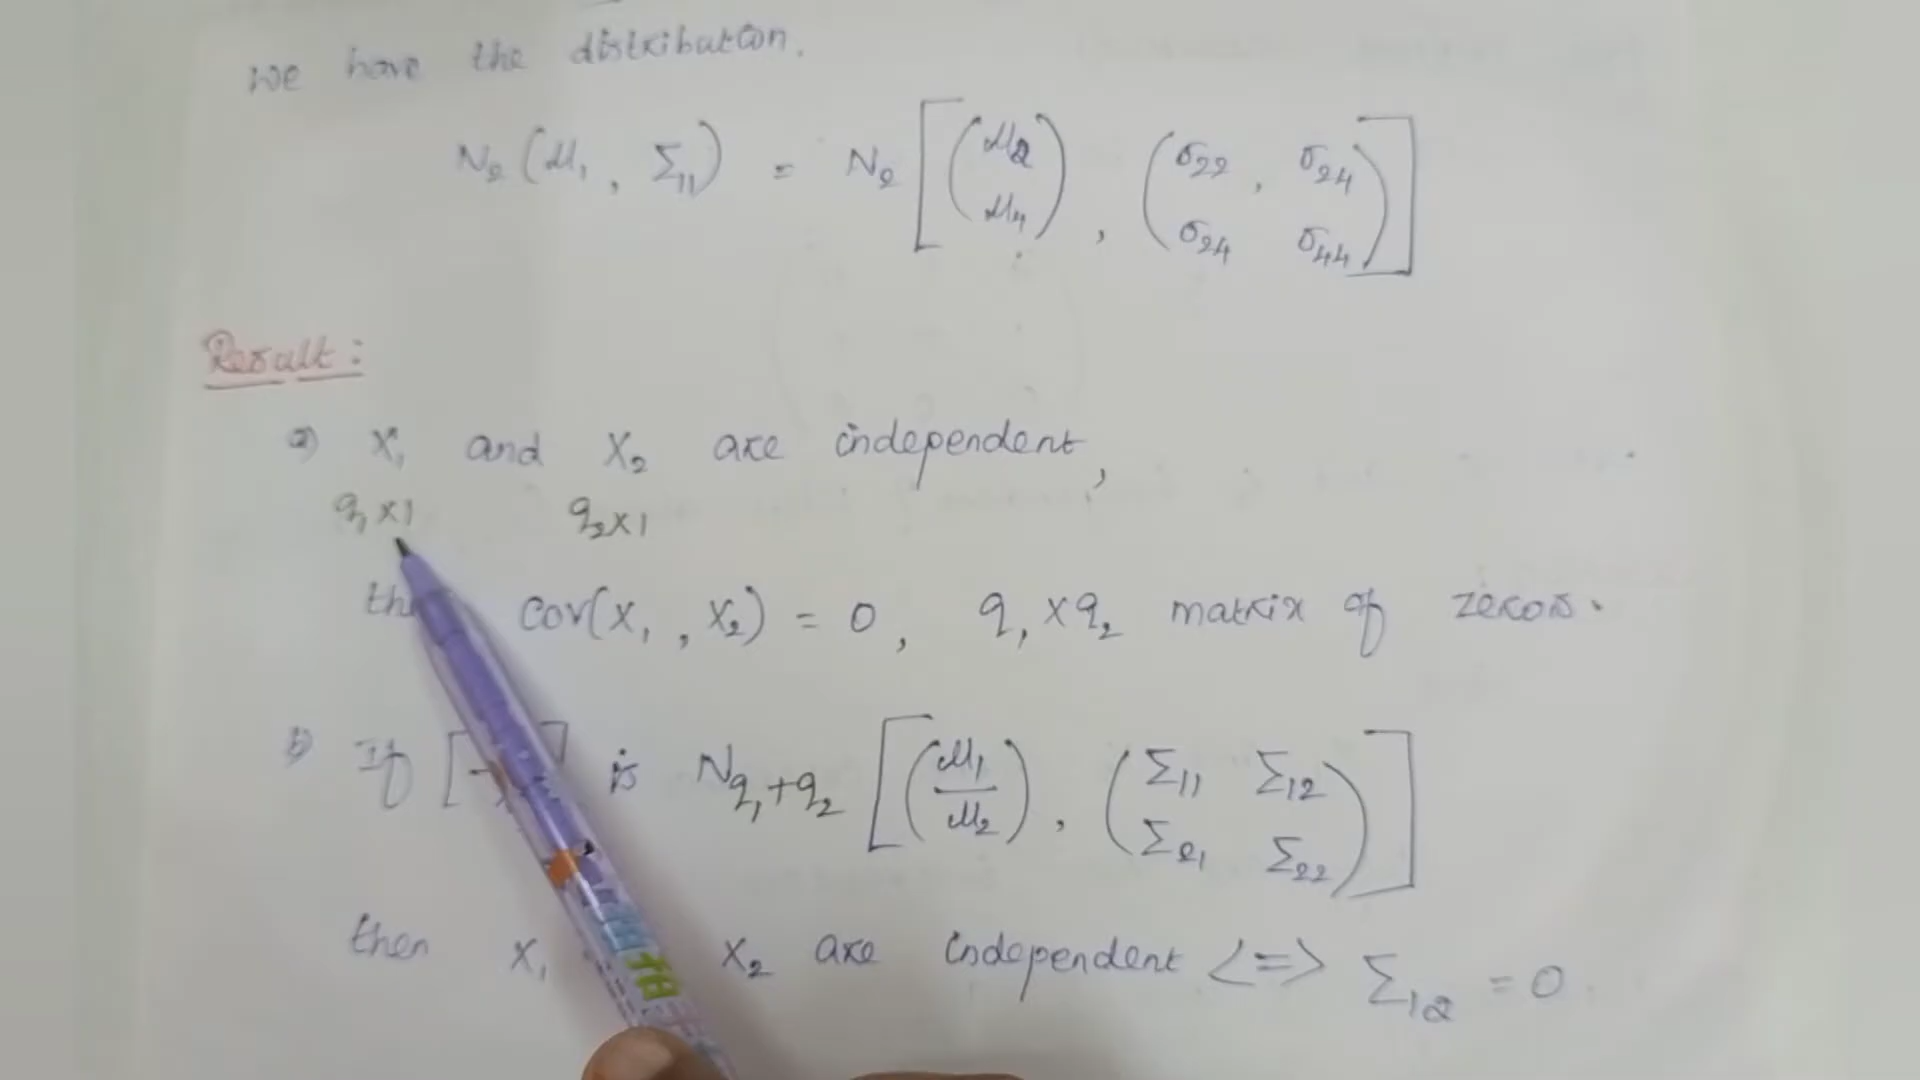 we have the distribution.
N₂(μ₁, Σ₁₁) = N₂[(μ₂ μ₄), (σ₂₂, σ₂₄ σ₂₄ σ₄₄)]
Result:
a) X₁ and X₂ are independent,
q₁×1 q₂×1
cov(X₁, X₂) = 0, q₁×q₂ matrix of zeros.
b) If [ ] is N_{q₁+q₂}[(μ₁ μ₂), (Σ₁₁ Σ₁₂ Σ₂₁ Σ₂₂)]
then X₁ X₂ are independent <=> Σ₁₂ = 0.